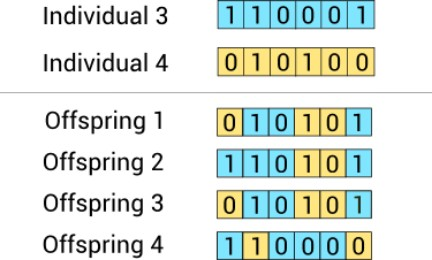 Individual 3 1 1 0 0 0 1
Individual 4 0 1 0 1 0 0
Offspring 1 0 1 0 1 0 1
Offspring 2 1 1 0 1 0 1
Offspring 3 0 1 0 1 0 1
Offspring 4 1 1 0 0 0 0